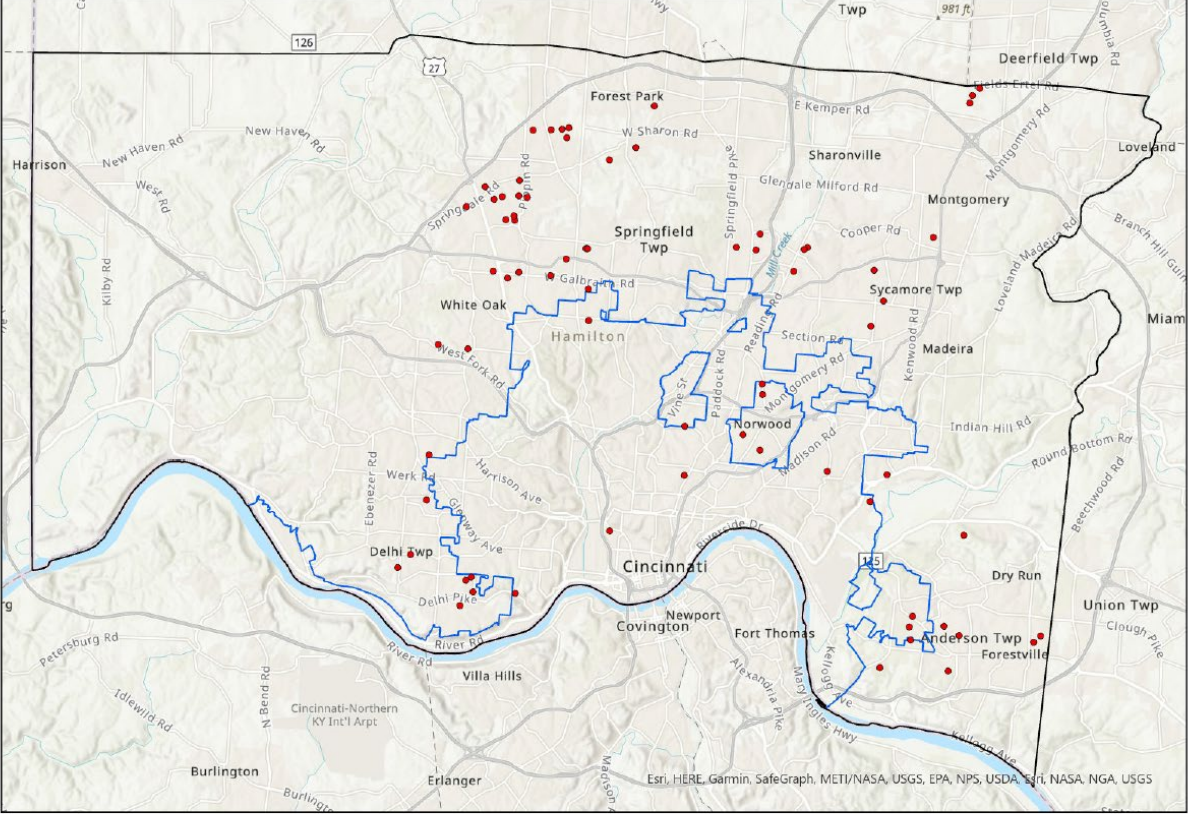 Twp
981 ft
126
27
Deerfield Twp
Fields Ertel Rd
Forest Park
E Kemper Rd
New Haven Rd
W Sharon Rd
Montgomery Rd
Harrison
New Haven Rd
Sharonville
Loveland
West Rd
Springdale Rd
Pippin Rd
Springfield Pike
Glendale Milford Rd
Montgomery
Springfield
Twp
Cooper Rd
Branch Hill Guin
Mill Creek
Loveland-Madeira Rd
Kilby Rd
W Galbraith Rd
Sycamore Twp
White Oak
Hamilton
Reading Rd
Section Rd
Kenwood Rd
Madeira
Miam
West Fork Rd
Vine St
Paddock Rd
Montgomery Rd
Norwood
Madison Rd
Indian Hill Rd
Round Bottom Rd
Ebenezer Rd
Werk Rd
Harrison Ave
Beechwood Rd
Glenway Ave
Riverside Dr
Delhi Twp
Cincinnati
125
Dry Run
Delhi Pike
Newport
Union Twp
Covington
Fort Thomas
Anderson Twp
Clough Pike
Petersburg Rd
River Rd
River Rd
Forestville
Villa Hills
Kellogg Ave
Idlewild Rd
N Bend Rd
Alexandria Pike
Mary Ingles Hwy
Cincinnati-Northern
KY Int'l Arpt
Kellogg Ave
Burlington
Erlanger
Madison
Esri, HERE, Garmin, SafeGraph, METI/NASA, USGS, EPA, NPS, USDA, Esri, NASA, NGA, USGS
Burlington